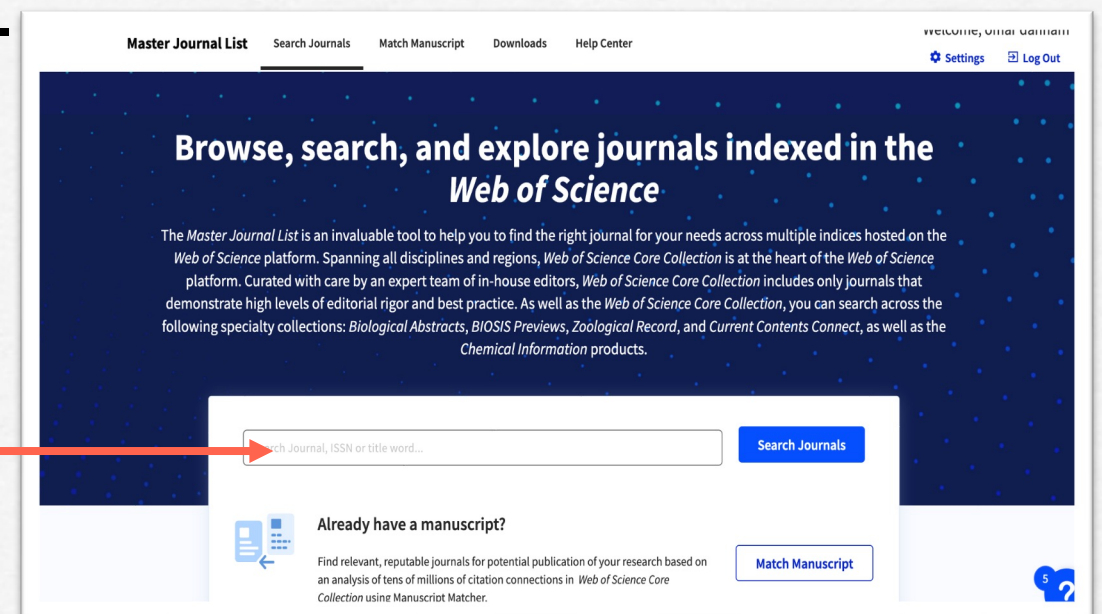 Master Journal List Search Journals Match Manuscript Downloads Help Center
Welcome, omar
Settings Log Out
Browse, search, and explore journals indexed in the
Web of Science
The Master Journal List is an invaluable tool to help you to find the right journal for your needs across multiple indices hosted on the
Web of Science platform. Spanning all disciplines and regions, Web of Science Core Collection is at the heart of the Web of Science
platform. Curated with care by an expert team of in-house editors, Web of Science Core Collection includes only journals that
demonstrate high levels of editorial rigor and best practice. As well as the Web of Science Core Collection, you can search across the
following specialty collections: Biological Abstracts, BIOSIS Previews, Zoological Record, and Current Contents Connect, as well as the
Chemical Information products.
Journal, ISSN or title word...
Search Journals
Already have a manuscript?
Find relevant, reputable journals for potential publication of your research based on
an analysis of tens of millions of citation connections in Web of Science Core
Collection using Manuscript Matcher.
Match Manuscript
5
?